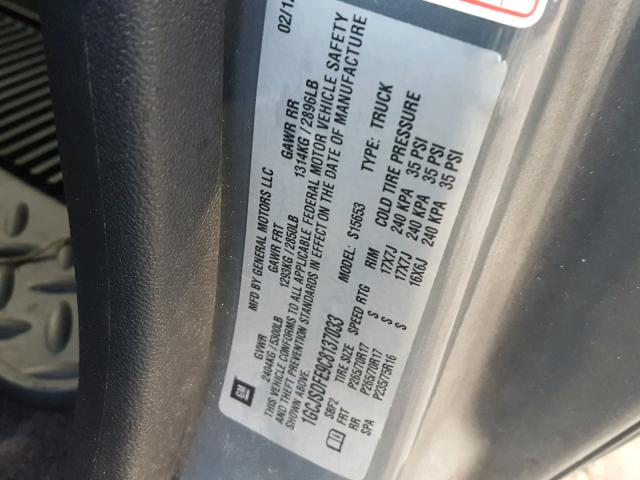 GM
MFD BY GENERAL MOTORS LLC
02/1
GVWR GAWR FRT GAWR RR
2404KG / 5300LB 1293KG / 2850LB 1314KG / 2896LB
THIS VEHICLE CONFORMS TO ALL APPLICABLE FEDERAL MOTOR VEHICLE SAFETY
AND THEFT PREVENTION STANDARDS IN EFFECT ON THE DATE OF MANUFACTURE
SHOWN ABOVE.
1GCJSDFE9C8137033 MODEL: S15653 TYPE: TRUCK
SBF2 TIRE SIZE SPEED RTG RIM COLD TIRE PRESSURE
FRT P265/70R17 S 17X7J 240 KPA 35 PSI
RR P265/70R17 S 17X7J 240 KPA 35 PSI
SPA P235/75R16 S 16X6J 240 KPA 35 PSI